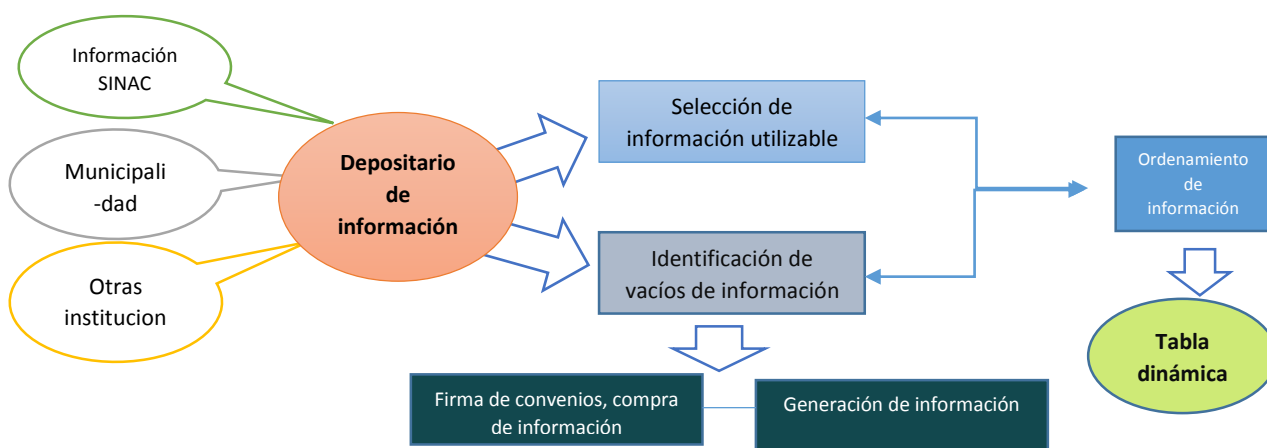 Información
SINAC
Municipali
-dad
Otras
institucion
Depositario
de
información
Selección de
información utilizable
Identificación de
vacíos de información
Firma de convenios, compra
de información
Generación de información
Ordenamiento
de
información
Tabla
dinámica